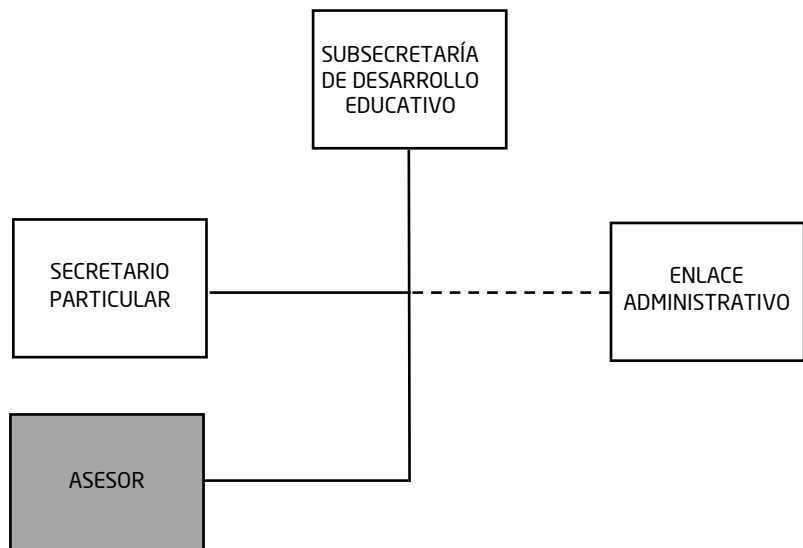 SUBSECRETARÍA
DE DESARROLLO
EDUCATIVO
SECRETARIO
PARTICULAR
ENLACE
ADMINISTRATIVO
ASESOR